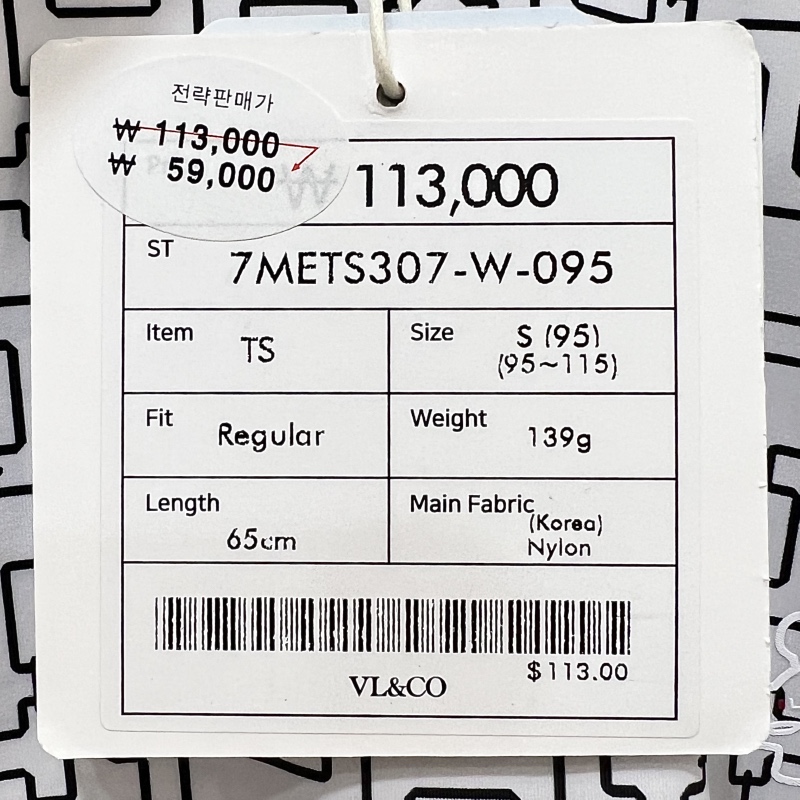 전략판매가
₩ 113,000
₩ 59,000
₩ 113,000
ST 7METS307-W-095
Item TS
Size S (95)
(95~115)
Fit Regular
Weight 139g
Length 65cm
Main Fabric (Korea)
Nylon
$113.00
VL&CO